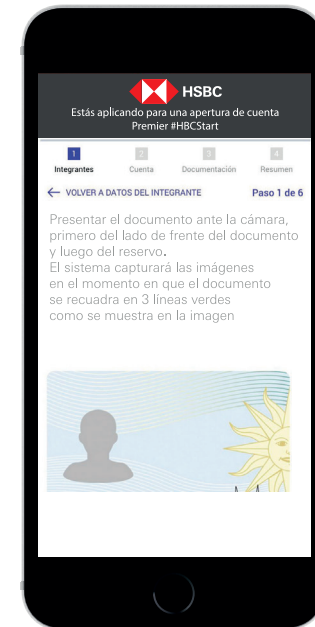 HSBC
Estás aplicando para una apertura de cuenta
Premier #HBCStart
1 2 3 4
Integrantes Cuenta Documentación Resumen
VOLVER A DATOS DEL INTEGRANTE Paso 1 de 6
Presentar el documento ante la cámara,
primero del lado de frente del documento
y luego del reservo.
El sistema capturará las imágenes
en el momento en que el documento
se recuadra en 3 líneas verdes
como se muestra en la imagen